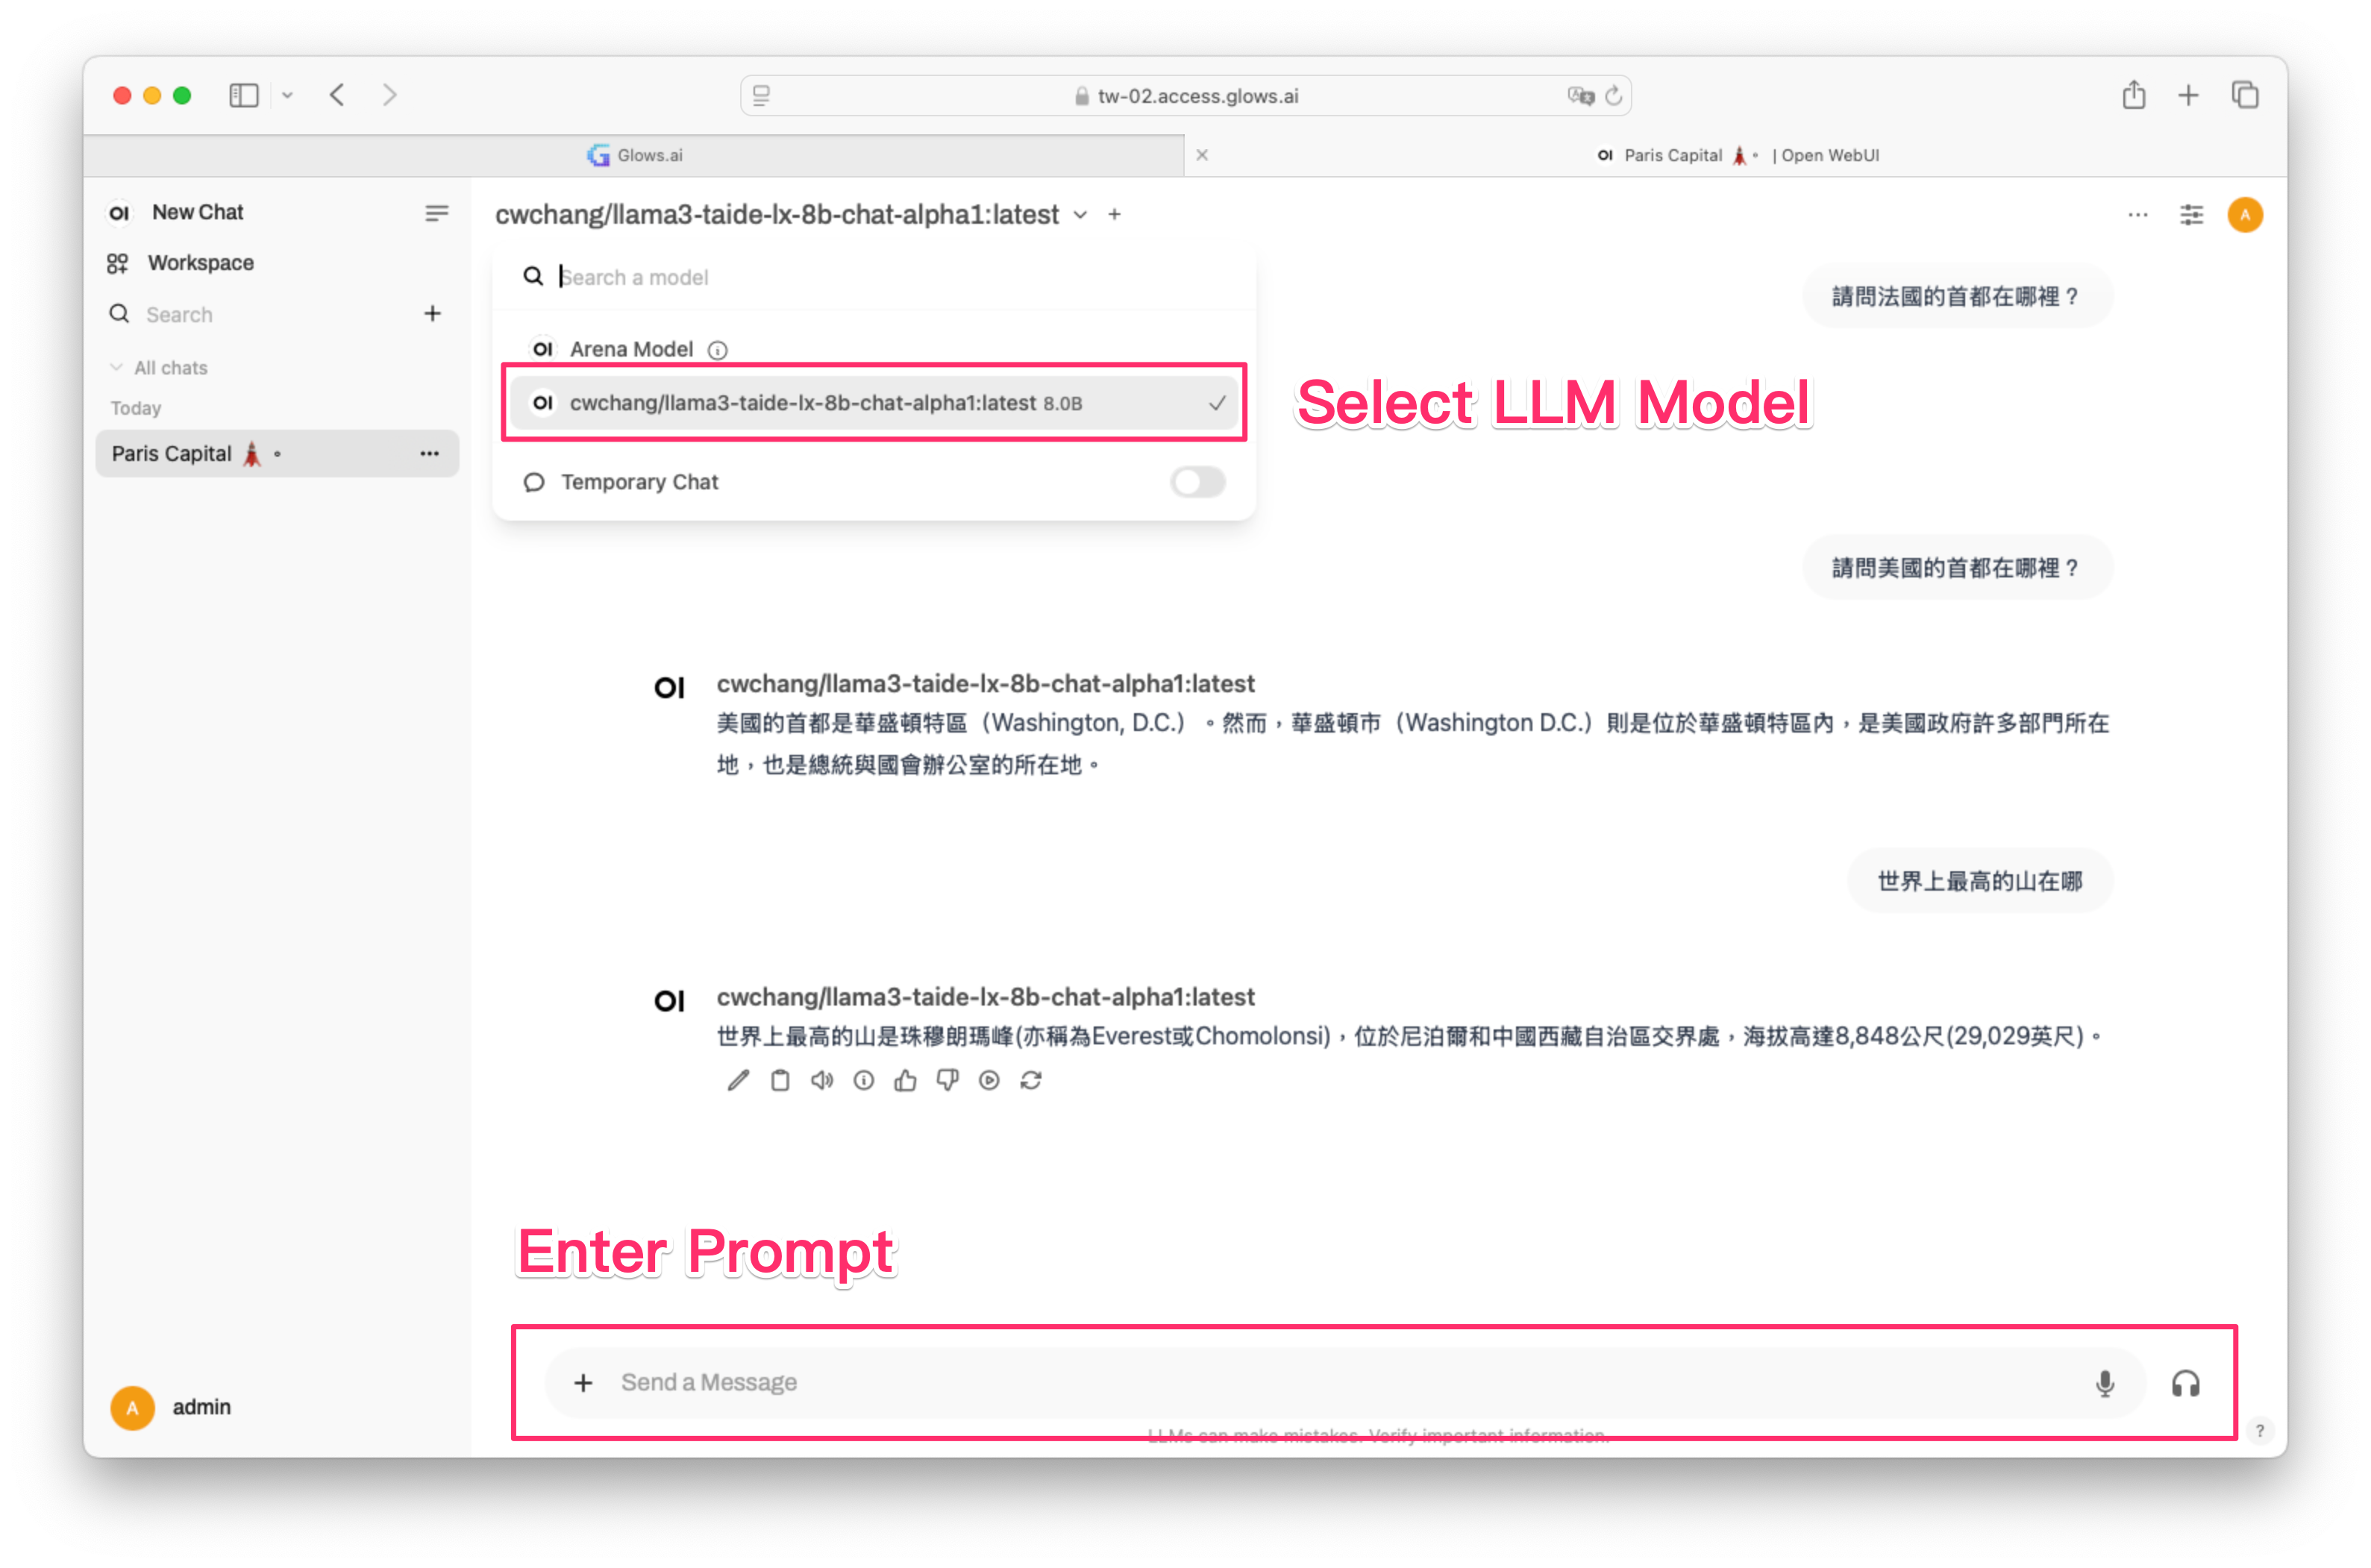 tw-02.access.glows.ai
Glows.ai
OI Paris Capital 🗼。 | Open WebUI
OI New Chat
Workspace
Search
All chats
Today
Paris Capital 🗼。
cwchang/llama3-taide-lx-8b-chat-alpha1:latest
A
Search a model
OI Arena Model
OI cwchang/llama3-taide-lx-8b-chat-alpha1:latest 8.0B
Select LLM Model
Temporary Chat
請問法國的首都在哪裡？
請問美國的首都在哪裡？
OI cwchang/llama3-taide-lx-8b-chat-alpha1:latest
美國的首都是華盛頓特區（Washington, D.C.）。然而，華盛頓市（Washington D.C.）則是位於華盛頓特區內，是美國政府許多部門所在
地，也是總統與國會辦公室的所在地。
世界上最高的山在哪
OI cwchang/llama3-taide-lx-8b-chat-alpha1:latest
世界上最高的山是珠穆朗瑪峰(亦稱為Everest或Chomolonsi)，位於尼泊爾和中國西藏自治區交界處，海拔高達8,848公尺(29,029英尺)。
Enter Prompt
Send a Message
LLMs can make mistakes. Verify important information.
?
A admin